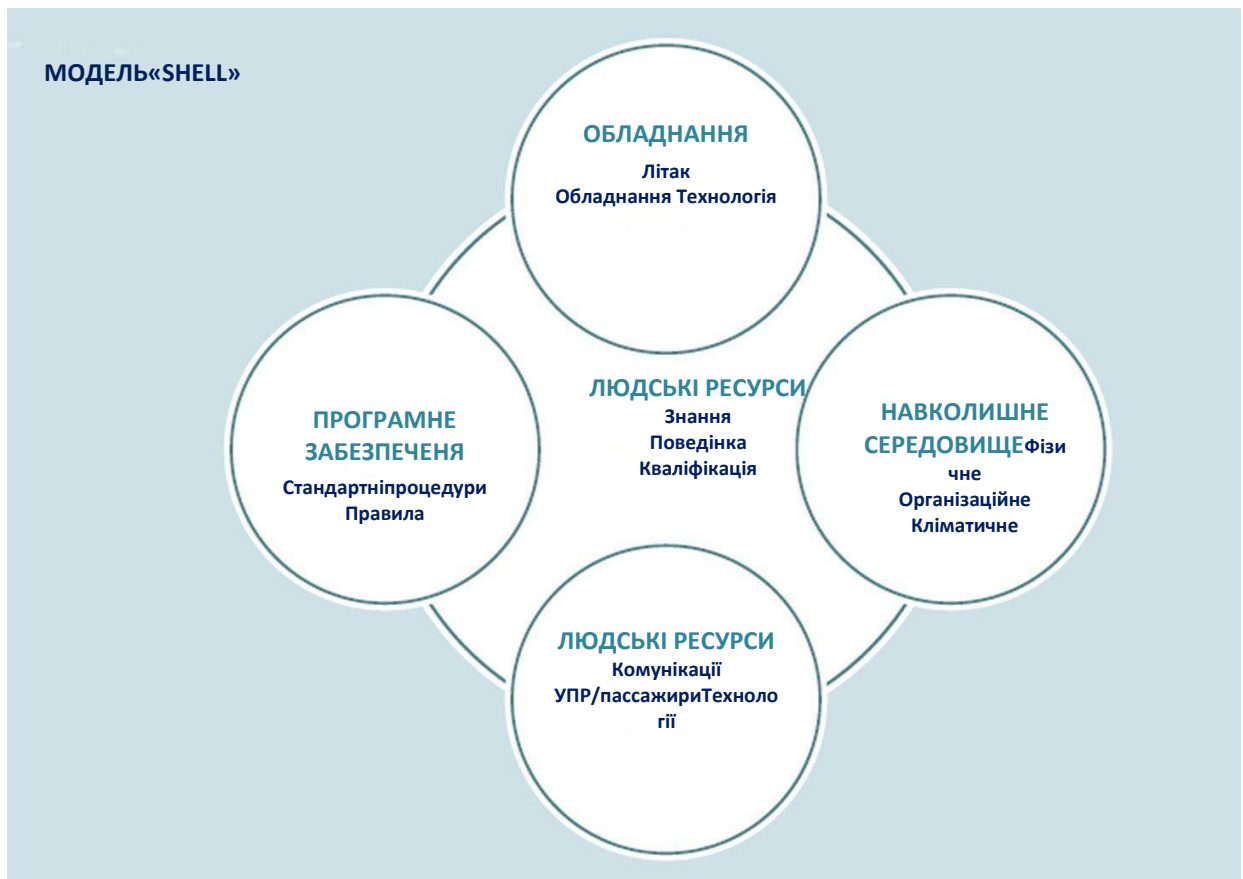 МОДЕЛЬ«SHELL»
ОБЛАДНАННЯ
Літак
Обладнання Технологія
ПРОГРАМНЕ
ЗАБЕЗПЕЧЕНЯ
Стандартніпроцедури
Правила
ЛЮДСЬКІ РЕСУРСИ
Знання
Поведінка
Кваліфікація
НАВКОЛИШНЕ
СЕРЕДОВИЩЕФізи
чне
Організаційне
Кліматичне
ЛЮДСЬКІ РЕСУРСИ
Комунікації
УПР/пассажириТехноло
гії